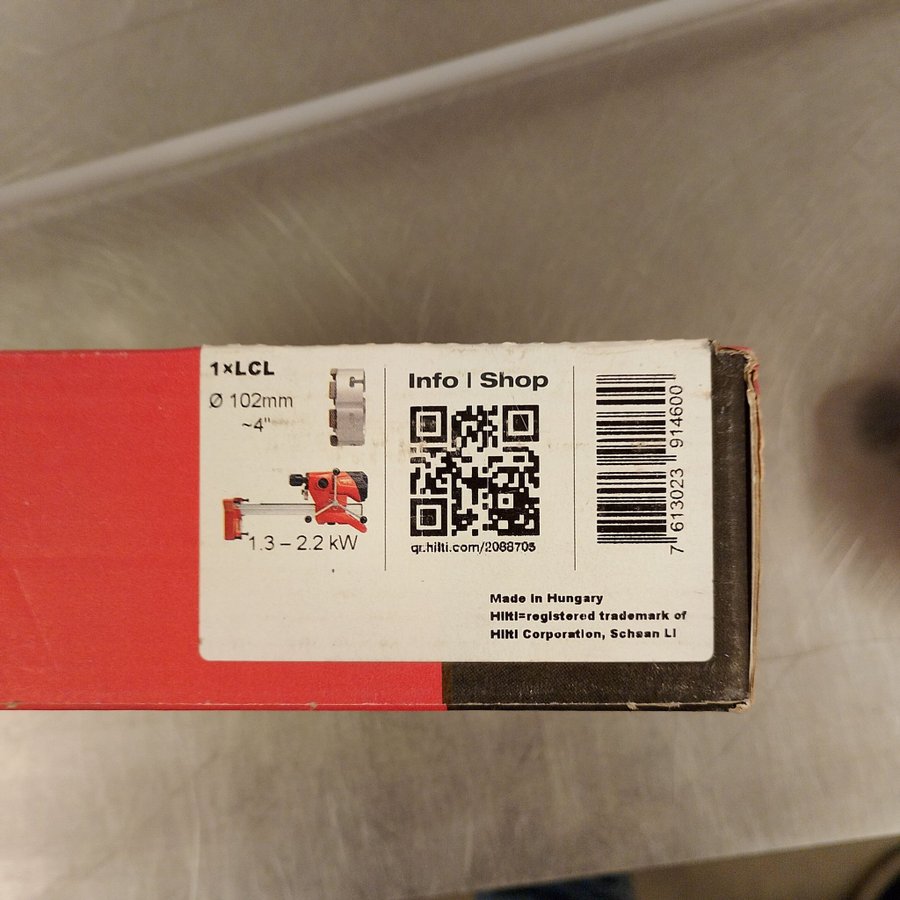 1×LCL
Ø 102mm
~4"
1.3 – 2.2 kW
Info | Shop
qr.hilti.com/2088705
7 613023 914600
Made in Hungary
Hilti=registered trademark of
Hilti Corporation, Schaan LI